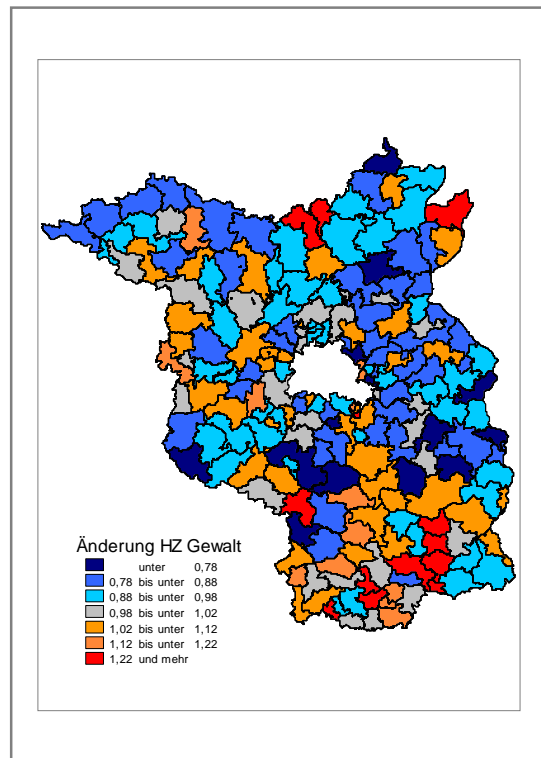 Änderung HZ Gewalt
unter 0,78
0,78 bis unter 0,88
0,88 bis unter 0,98
0,98 bis unter 1,02
1,02 bis unter 1,12
1,12 bis unter 1,22
1,22 und mehr